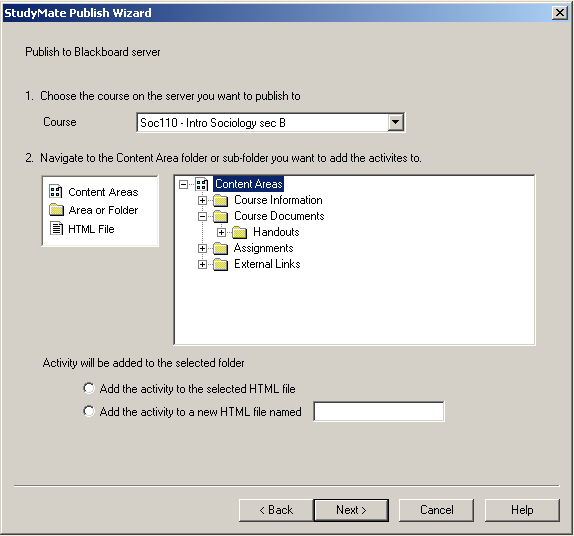 StudyMate Publish Wizard
Publish to Blackboard server
1. Choose the course on the server you want to publish to
Course
Soc110 - Intro Sociology sec B
2. Navigate to the Content Area folder or sub-folder you want to add the activites to.
Content Areas
Area or Folder
HTML File
Content Areas
Course Information
Course Documents
Handouts
Assignments
External Links
Activity will be added to the selected folder
Add the activity to the selected HTML file
Add the activity to a new HTML file named
< Back
Next >
Cancel
Help